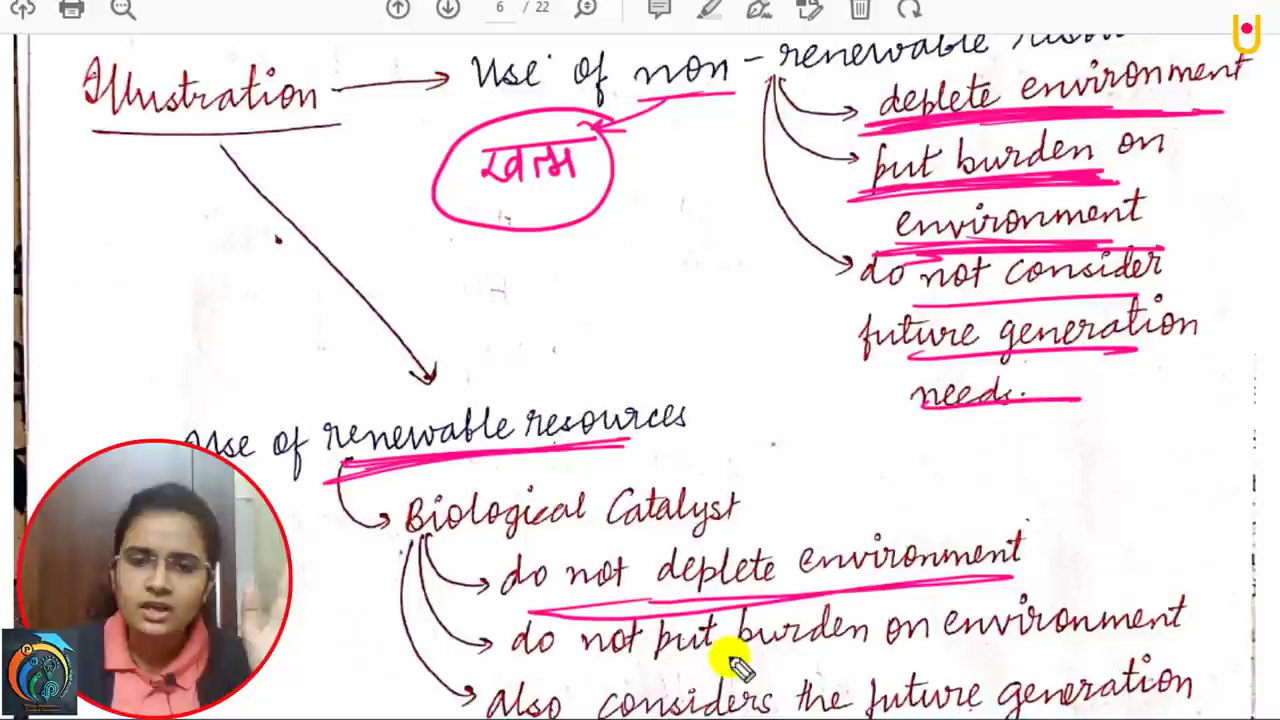 6 / 22
Illustration → Use of non - renewable
deplete environment
खत्म
put burden on
environment
do not consider
future generation
needs.
Use of renewable resources
Biological Catalyst
do not deplete environment
do not put burden on environment
also considers the future generation